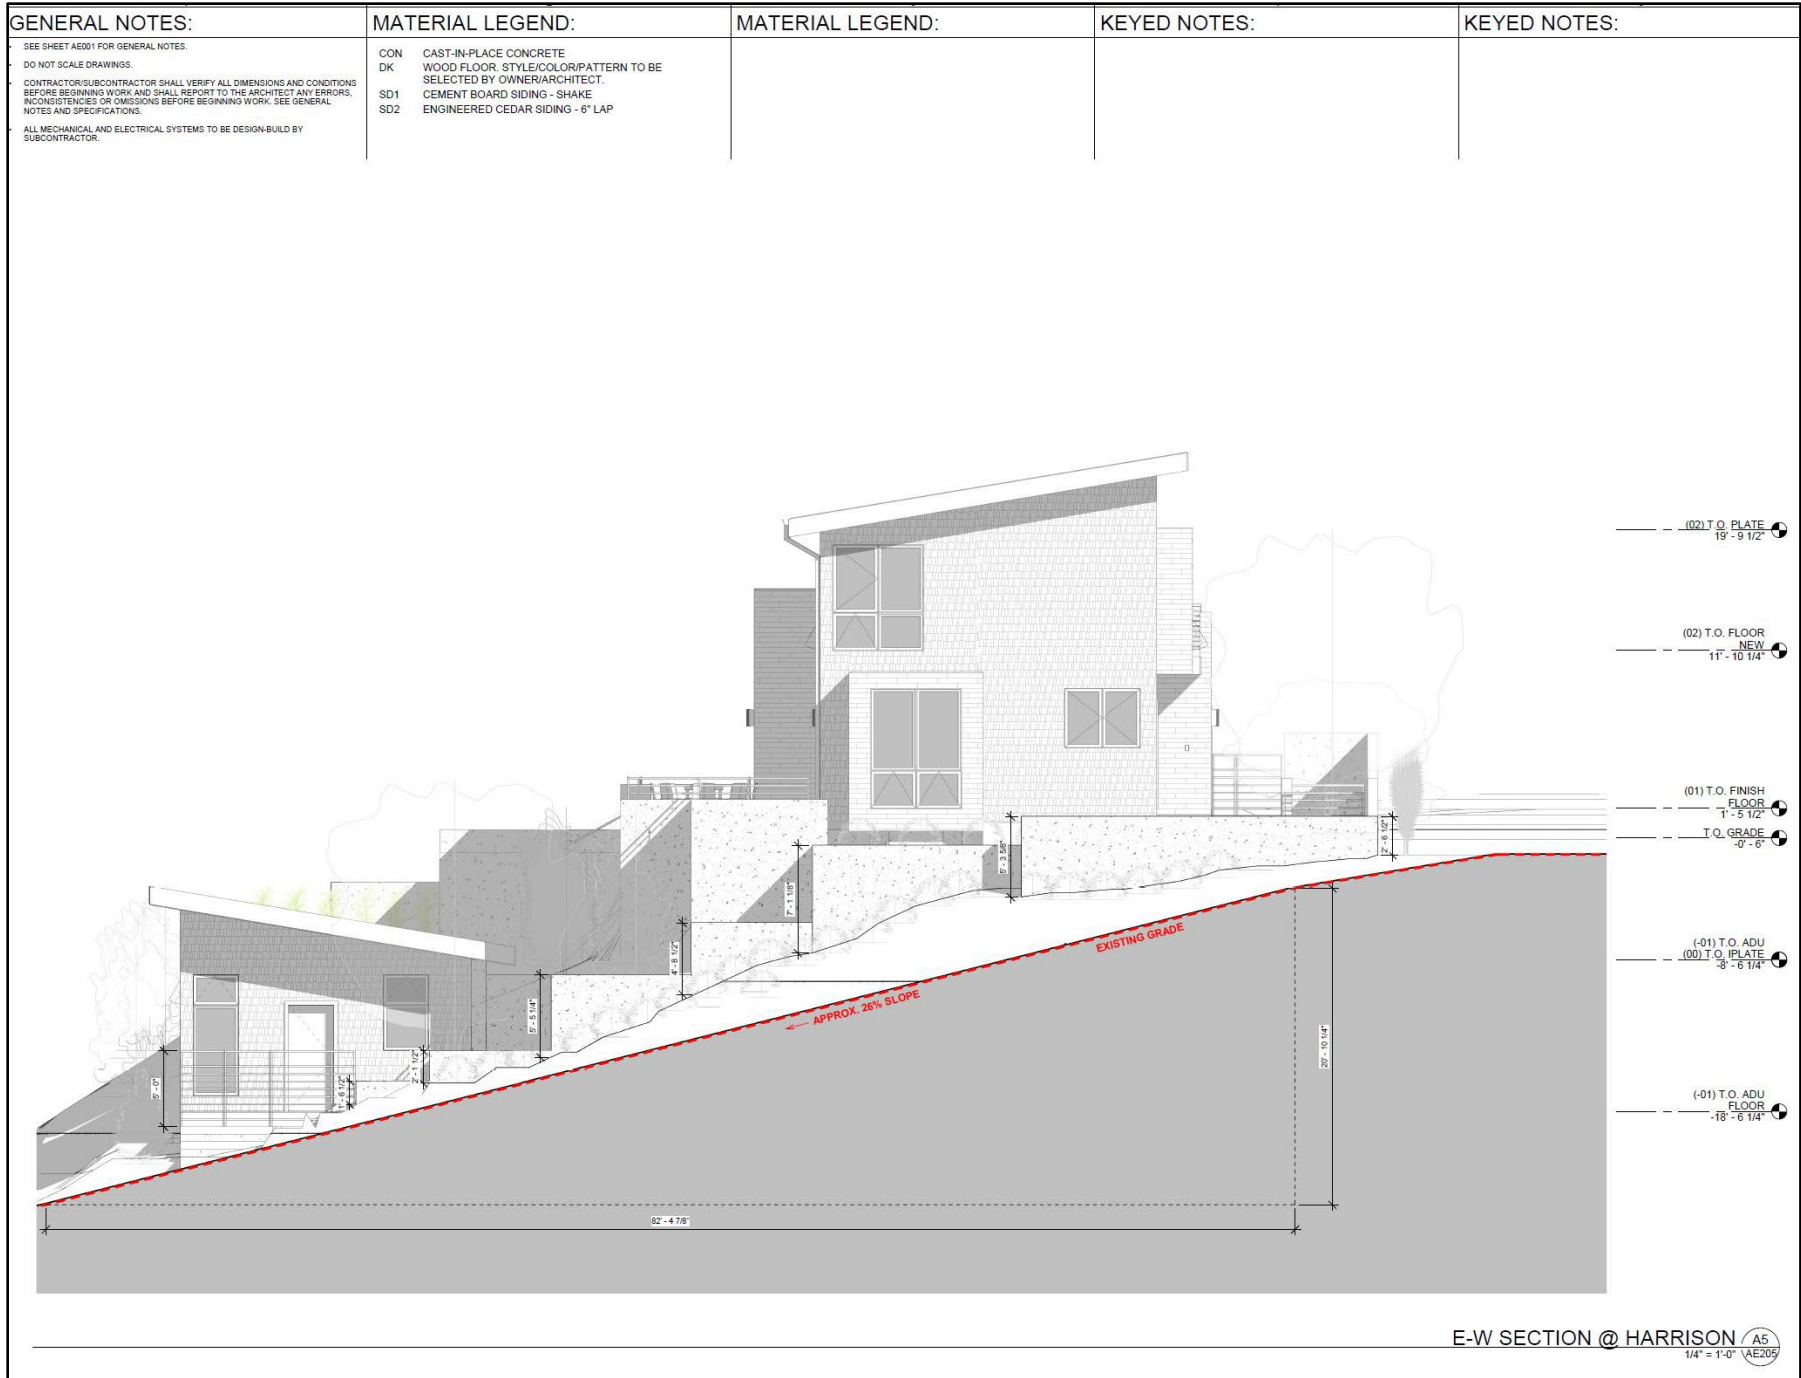 GENERAL NOTES:
SEE SHEET AE001 FOR GENERAL NOTES.
DO NOT SCALE DRAWINGS.
CONTRACTOR/SUBCONTRACTOR SHALL VERIFY ALL DIMENSIONS AND CONDITIONS
BEFORE BEGINNING WORK AND SHALL REPORT TO THE ARCHITECT ANY ERRORS,
INCONSISTENCIES OR OMISSIONS BEFORE BEGINNING WORK. SEE GENERAL
NOTES AND SPECIFICATIONS.
ALL MECHANICAL AND ELECTRICAL SYSTEMS TO BE DESIGN-BUILD BY
SUBCONTRACTOR.
MATERIAL LEGEND:
CON CAST-IN-PLACE CONCRETE
DK WOOD FLOOR. STYLE/COLOR/PATTERN TO BE
SELECTED BY OWNER/ARCHITECT.
SD1 CEMENT BOARD SIDING - SHAKE
SD2 ENGINEERED CEDAR SIDING - 6" LAP
MATERIAL LEGEND:
KEYED NOTES:
KEYED NOTES:
(02) T.O. PLATE
19' - 9 1/2"
(02) T.O. FLOOR
NEW
11' - 10 1/4"
(01) T.O. FINISH
FLOOR
1' - 5 1/2"
T.O. GRADE
-0' - 6"
(-01) T.O. ADU
(00) T.O. IPLATE
-8' - 6 1/4"
(-01) T.O. ADU
FLOOR
-18' - 6 1/4"
2' - 6 1/2"
5' - 3 5/8"
7' - 1 1/8"
4' - 8 1/2"
5' - 5 1/4"
2' - 1 1/2"
1' - 6 1/2"
5' - 0"
EXISTING GRADE
APPROX. 26% SLOPE
20' - 10 1/4"
82' - 4 7/8"
E-W SECTION @ HARRISON
1/4" = 1'-0"
A5
AE205